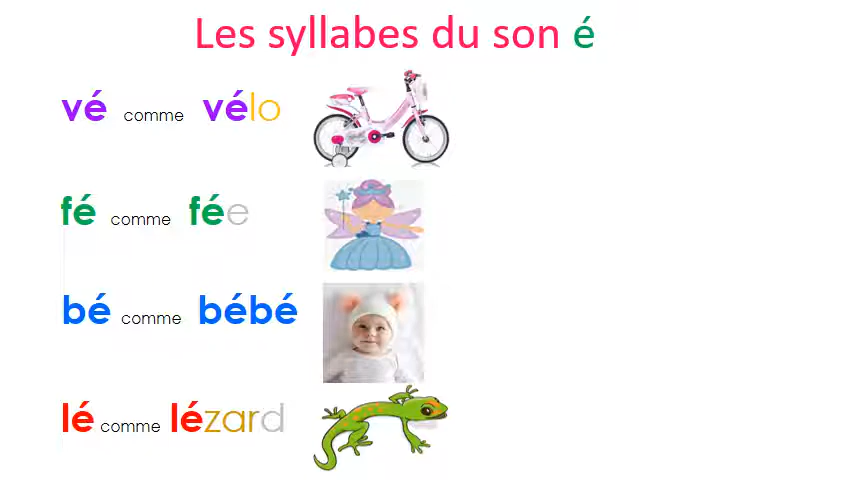 Les syllabes du son é
vé comme vélo
fé comme fée
bé comme bébé
lé comme lézard